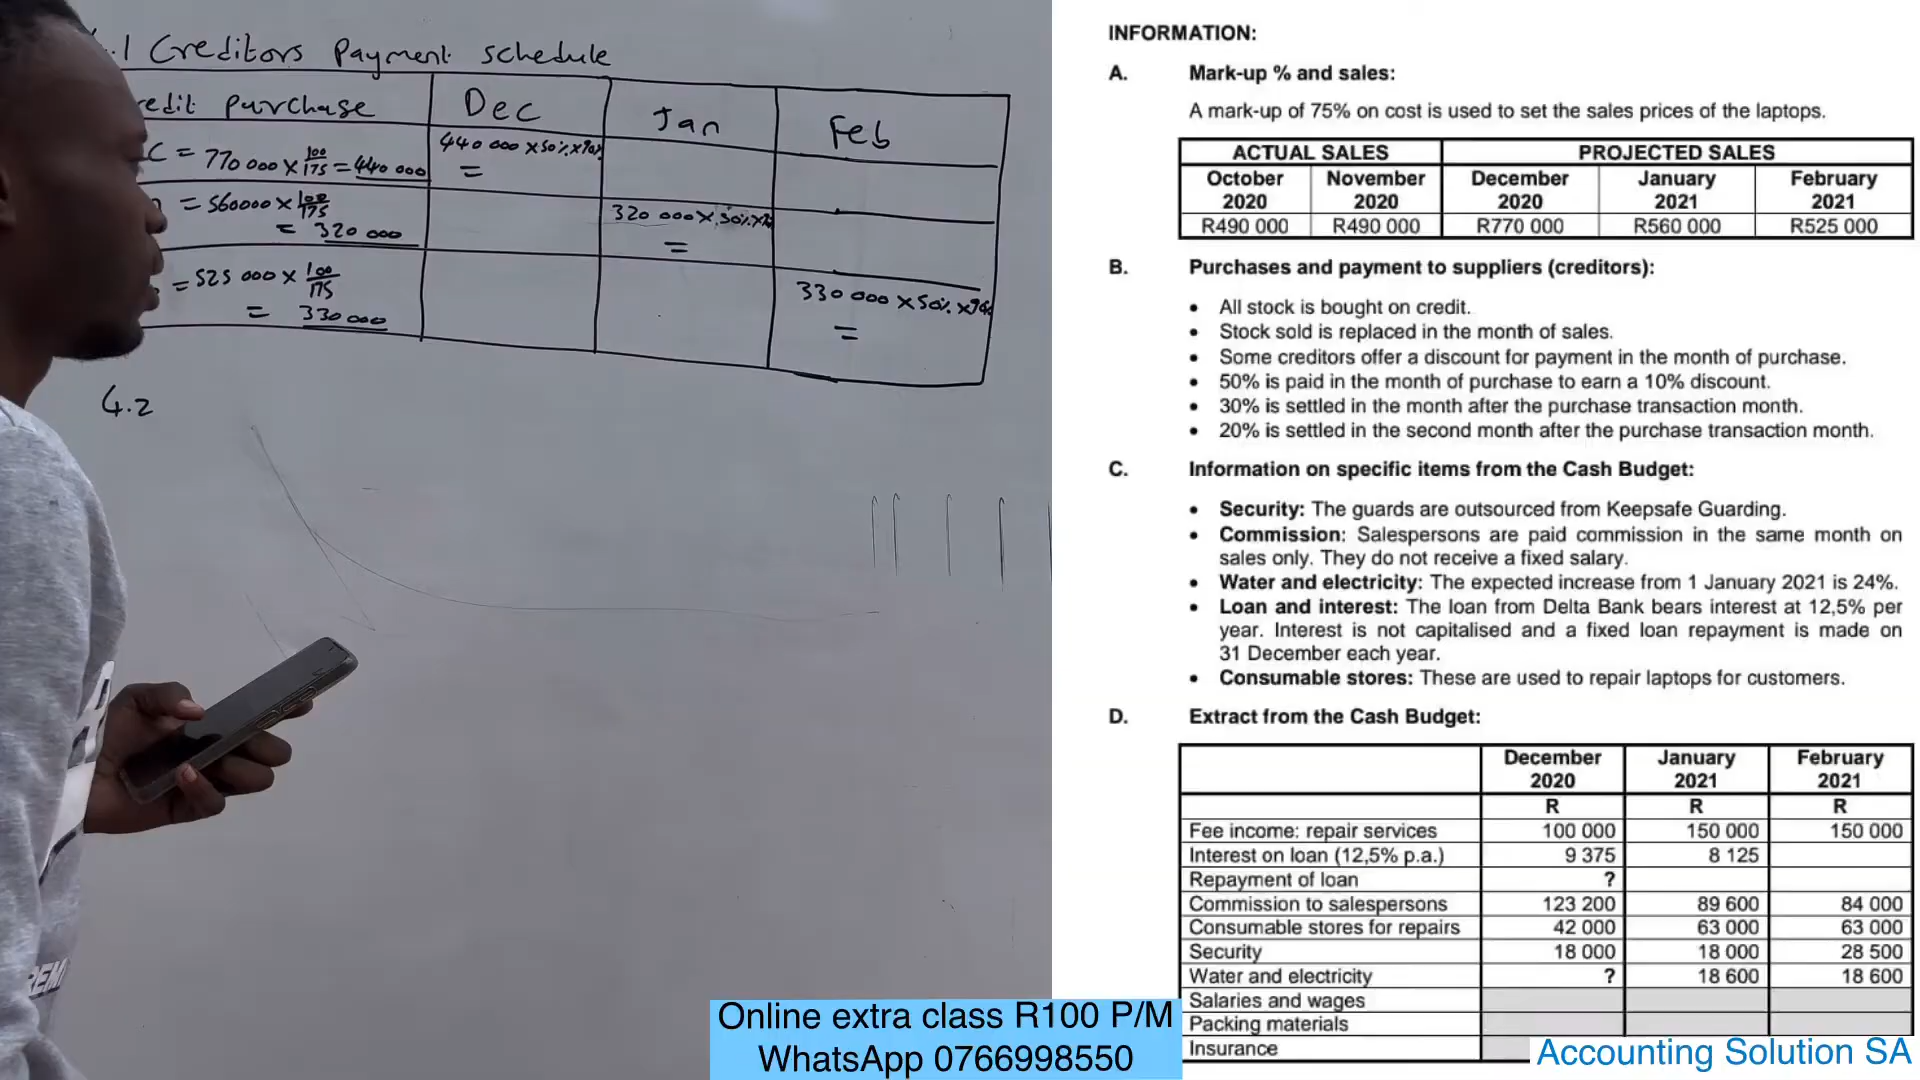 .1 Creditors Payment schedule
edit Purchase Dec Jan Feb
C = 770 000 × 100/175 = 440 000
440 000 × 50% × 90%
=
= 560000 × 100/175
= 320 000
320 000 × 50% ×
=
= 525 000 × 100/175
= 330 000
330 000 × 50% × 90%
=
4.2
INFORMATION:
A. Mark-up % and sales:
A mark-up of 75% on cost is used to set the sales prices of the laptops.
ACTUAL SALES PROJECTED SALES
October 2020 November 2020 December 2020 January 2021 February 2021
R490 000 R490 000 R770 000 R560 000 R525 000
B. Purchases and payment to suppliers (creditors):
• All stock is bought on credit.
• Stock sold is replaced in the month of sales.
• Some creditors offer a discount for payment in the month of purchase.
• 50% is paid in the month of purchase to earn a 10% discount.
• 30% is settled in the month after the purchase transaction month.
• 20% is settled in the second month after the purchase transaction month.
C. Information on specific items from the Cash Budget:
• Security: The guards are outsourced from Keepsafe Guarding.
• Commission: Salespersons are paid commission in the same month on
sales only. They do not receive a fixed salary.
• Water and electricity: The expected increase from 1 January 2021 is 24%.
• Loan and interest: The loan from Delta Bank bears interest at 12,5% per
year. Interest is not capitalised and a fixed loan repayment is made on
31 December each year.
• Consumable stores: These are used to repair laptops for customers.
D. Extract from the Cash Budget:
December 2020 January 2021 February 2021
R R R
Fee income: repair services 100 000 150 000 150 000
Interest on loan (12,5% p.a.) 9 375 8 125
Repayment of loan ?
Commission to salespersons 123 200 89 600 84 000
Consumable stores for repairs 42 000 63 000 63 000
Security 18 000 18 000 28 500
Water and electricity ? 18 600 18 600
Salaries and wages
Packing materials
Insurance
Online extra class R100 P/M
WhatsApp 0766998550
Accounting Solution SA